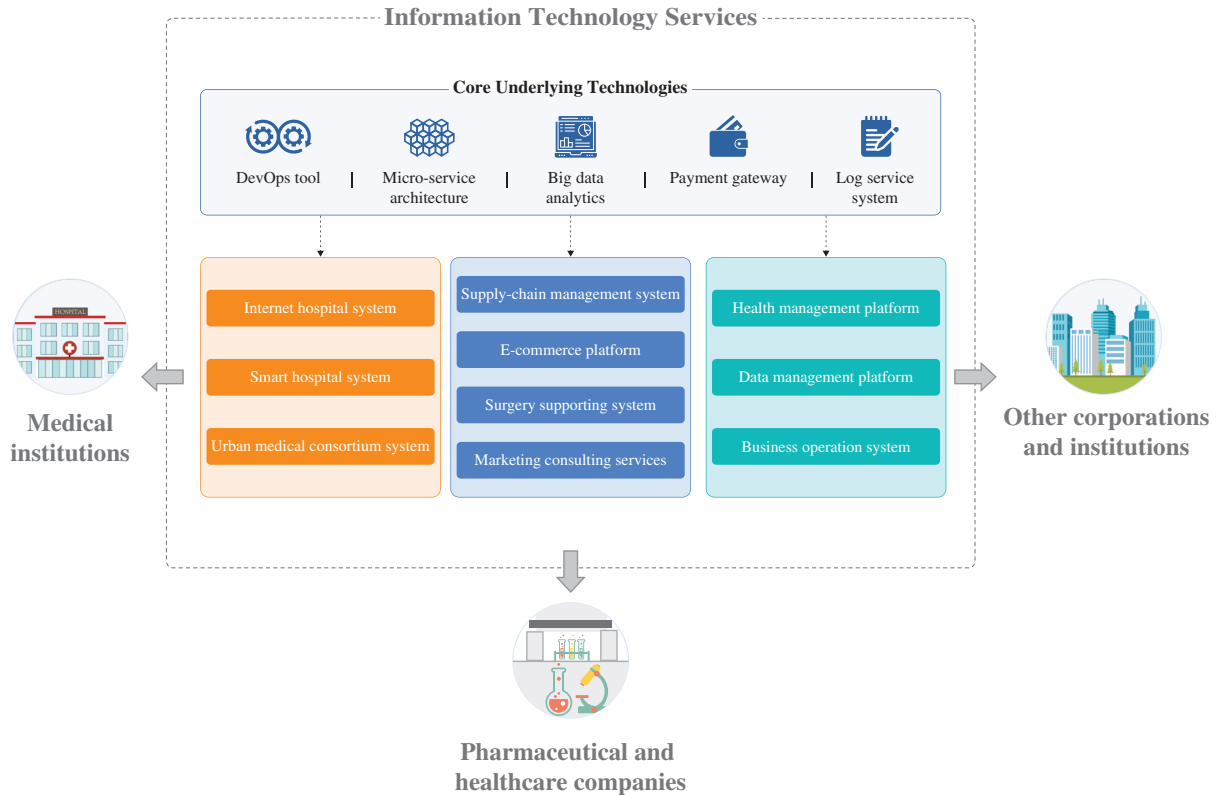 Information Technology Services
Core Underlying Technologies
DevOps tool
Micro-service
architecture
Big data
analytics
Payment gateway
Log service
system
Internet hospital system
Smart hospital system
Urban medical consortium system
Supply-chain management system
E-commerce platform
Surgery supporting system
Marketing consulting services
Health management platform
Data management platform
Business operation system
HOSPITAL
Medical
institutions
Other corporations
and institutions
Pharmaceutical and
healthcare companies